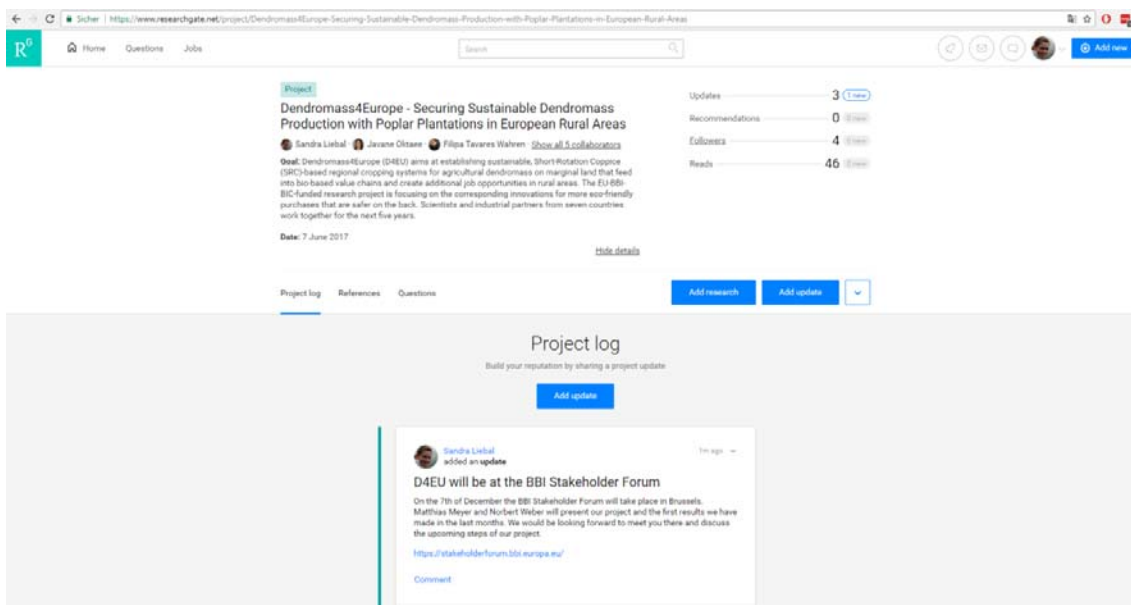 Sicher | https://www.researchgate.net/project/Dendromass4Europe-Securing-Sustainable-Dendromass-Production-with-Poplar-Plantations-in-European-Rural-Areas
RG
Home Questions Jobs
Search
Add new
Project
Dendromass4Europe - Securing Sustainable Dendromass
Production with Poplar Plantations in European Rural Areas
Sandra Liebal · Javane Oktaee · Filipa Tavares Wahren · Show all 5 collaborators
Goal: Dendromass4Europe (D4EU) aims at establishing sustainable, Short-Rotation Coppice
(SRC)-based regional cropping systems for agricultural dendromass on marginal land that feed
into bio-based value chains and create additional job opportunities in rural areas. The EU-BBI-
BIC-funded research project is focusing on the corresponding innovations for more eco-friendly
purchases that are safer on the back. Scientists and industrial partners from seven countries
work together for the next five years.
Date: 7 June 2017
Hide details
Updates 3 1 new
Recommendations 0 0 new
Followers 4 0 new
Reads 46 0 new
Project log References Questions
Add research Add update
Project log
Build your reputation by sharing a project update
Add update
Sandra Liebal 1m ago
added an update
D4EU will be at the BBI Stakeholder Forum
On the 7th of December the BBI Stakeholder Forum will take place in Brussels.
Matthias Meyer and Norbert Weber will present our project and the first results we have
made in the last months. We would be looking forward to meet you there and discuss
the upcoming steps of our project.
https://stakeholderforum.bbi.europa.eu/
Comment